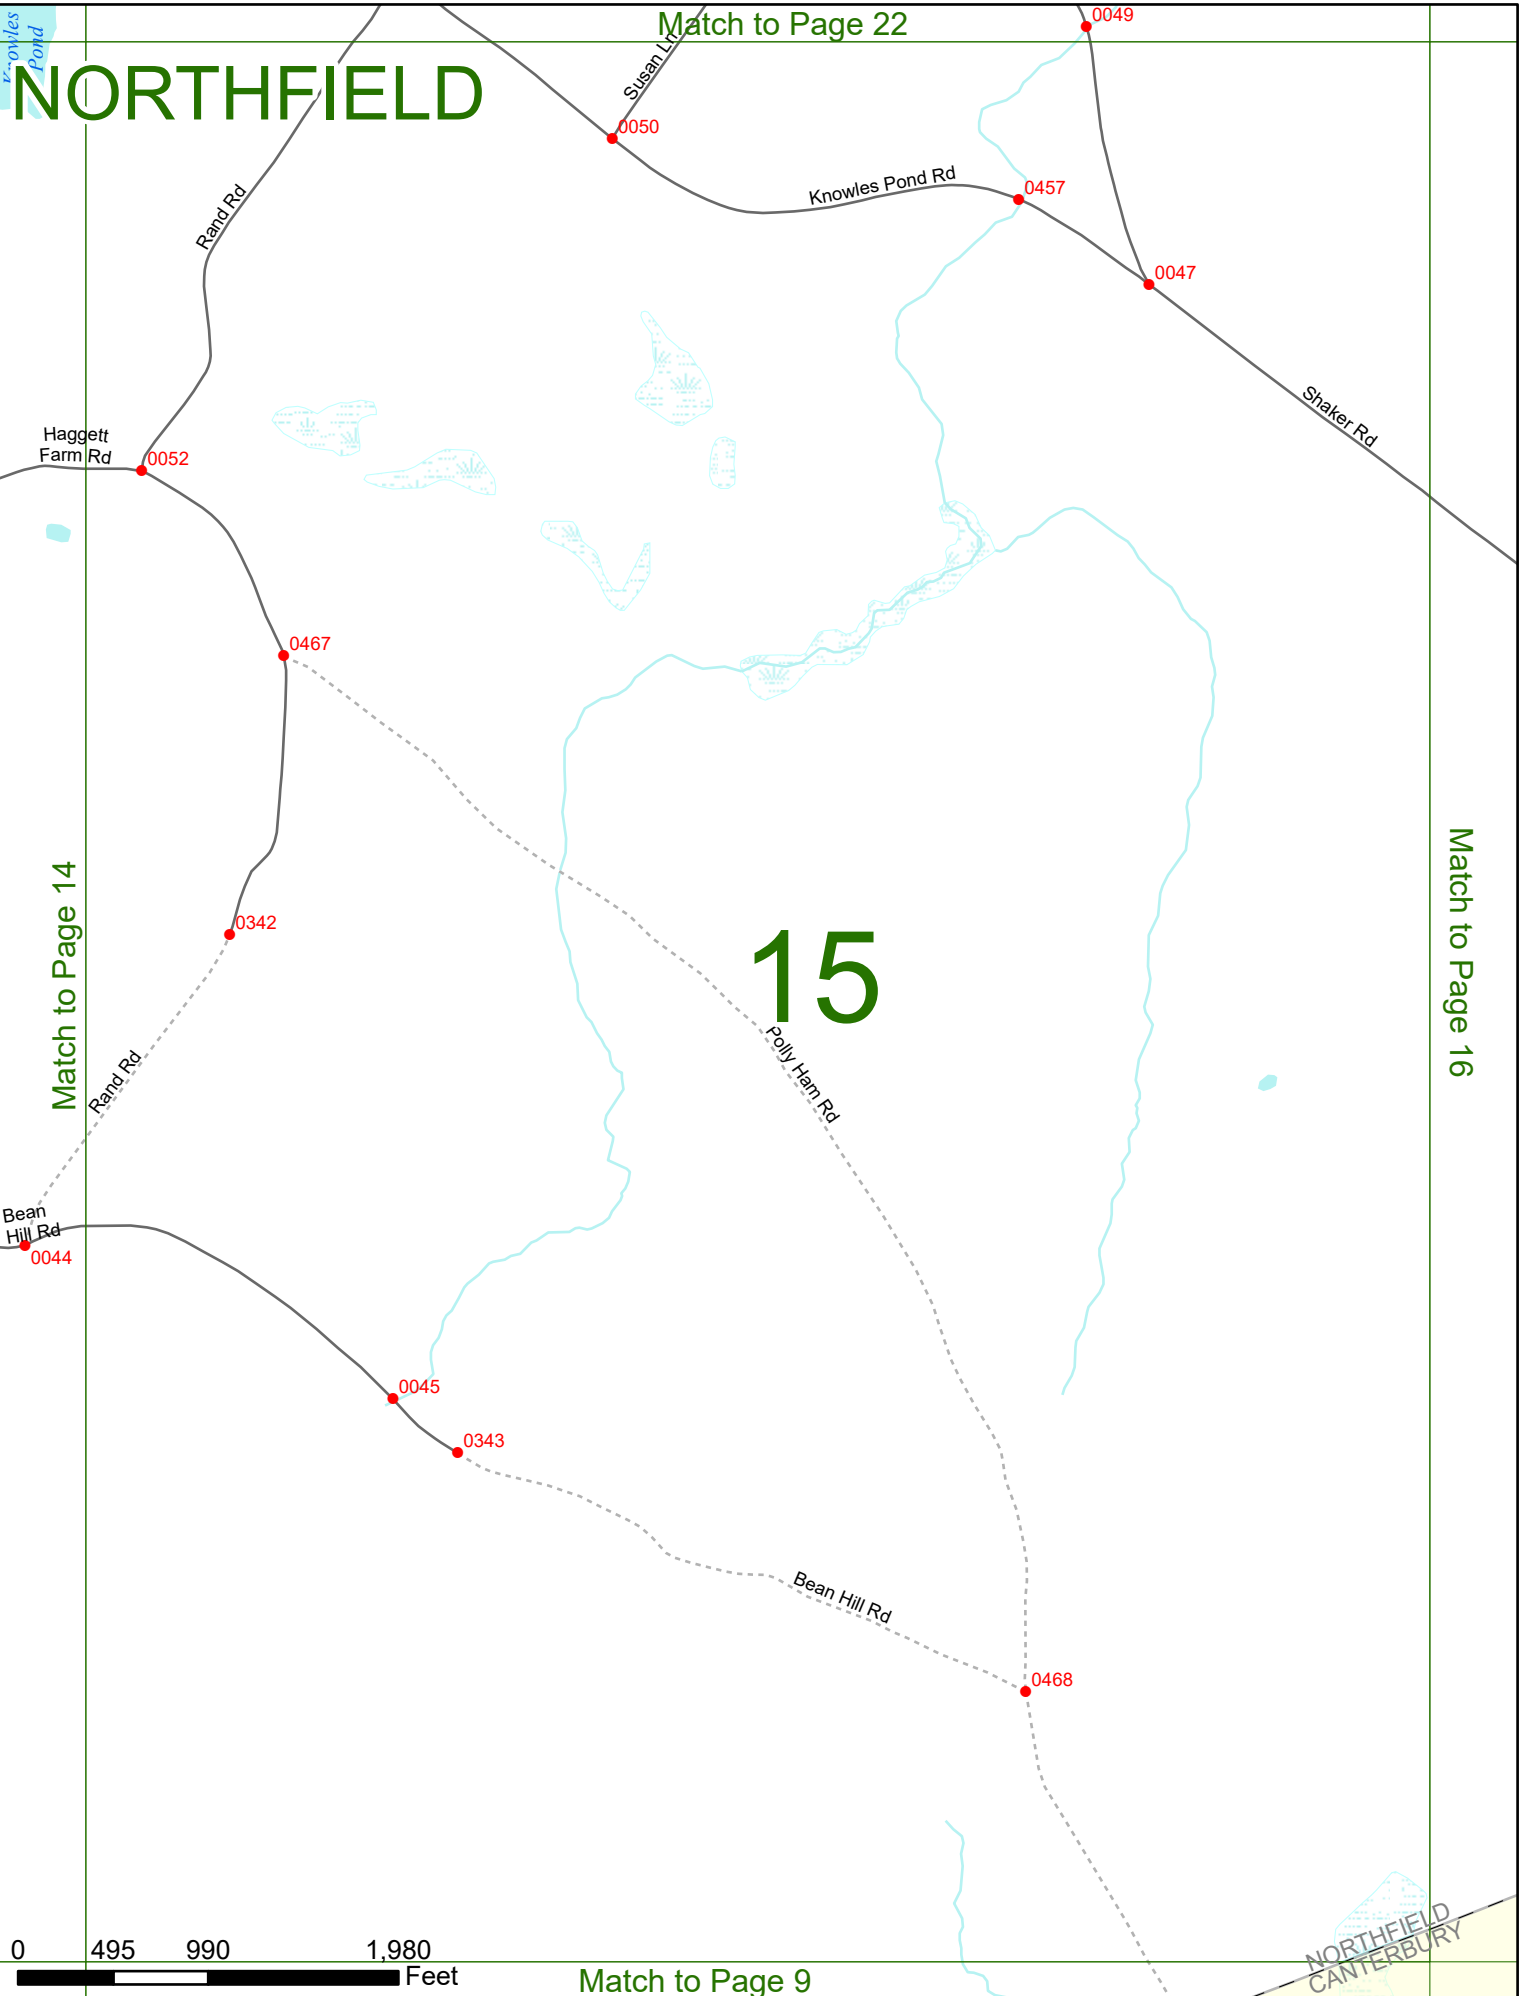 Knowles
Pond
Match to Page 22
0049
NORTHFIELD
Susan Ln
0050
Knowles Pond Rd
0457
Rand Rd
0047
Shaker Rd
Haggett
Farm Rd
0052
0467
Match to Page 14
Match to Page 16
0342
15
Polly Ham Rd
Rand Rd
Bean
Hill Rd
0044
0045
0343
Bean Hill Rd
0468
NORTHFIELD
CANTERBURY
0 495 990 1,980
Feet
Match to Page 9